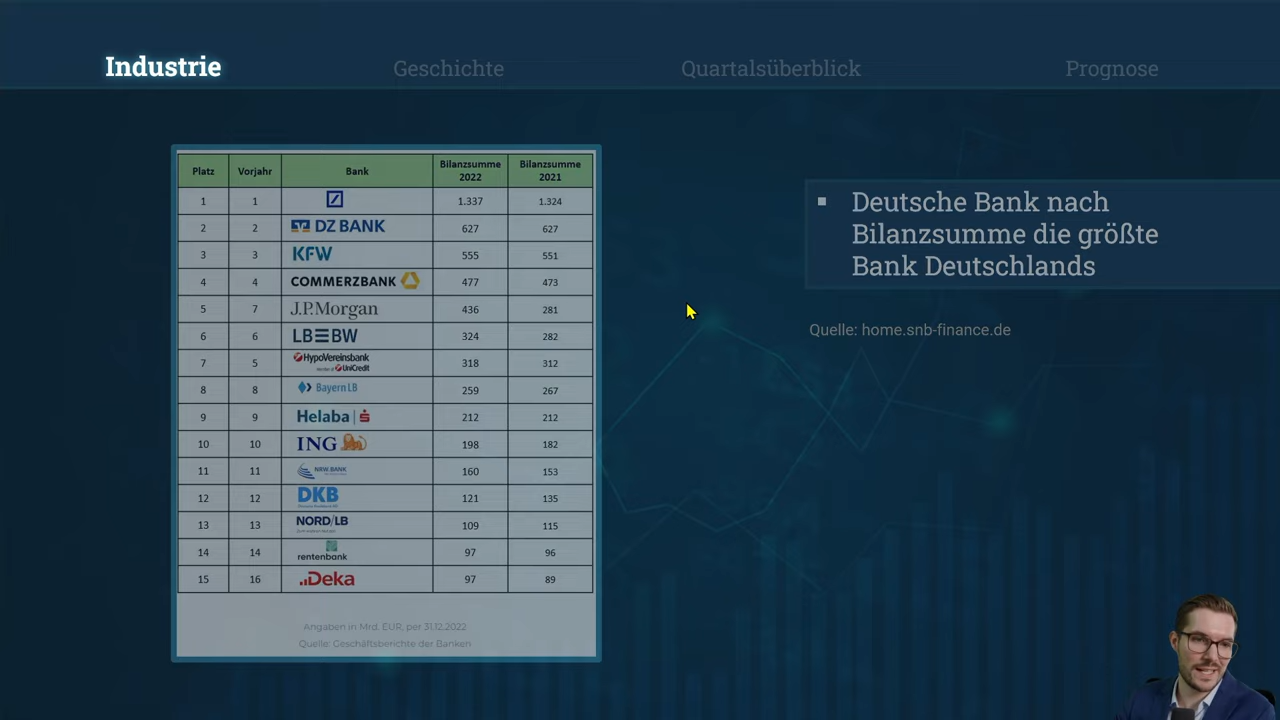 Industrie Geschichte Quartalsüberblick Prognose
Platz Vorjahr Bank Bilanzsumme 2022 Bilanzsumme 2021
1 1 1.337 1.324
2 2 DZ BANK 627 627
3 3 KFW 555 551
4 4 COMMERZBANK 477 473
5 7 J.P.Morgan 436 281
6 6 LB BW 324 282
7 5 HypoVereinsbank 318 312
Member of UniCredit
8 8 Bayern LB 259 267
9 9 Helaba 212 212
10 10 ING 198 182
11 11 NRW.BANK 160 153
12 12 DKB 121 135
13 13 NORD/LB 109 115
14 14 rentenbank 97 96
15 16 Deka 97 89
Angaben in Mrd. EUR, per 31.12.2022
Quelle: Geschäftsberichte der Banken
▪ Deutsche Bank nach
Bilanzsumme die größte
Bank Deutschlands
Quelle: home.snb-finance.de